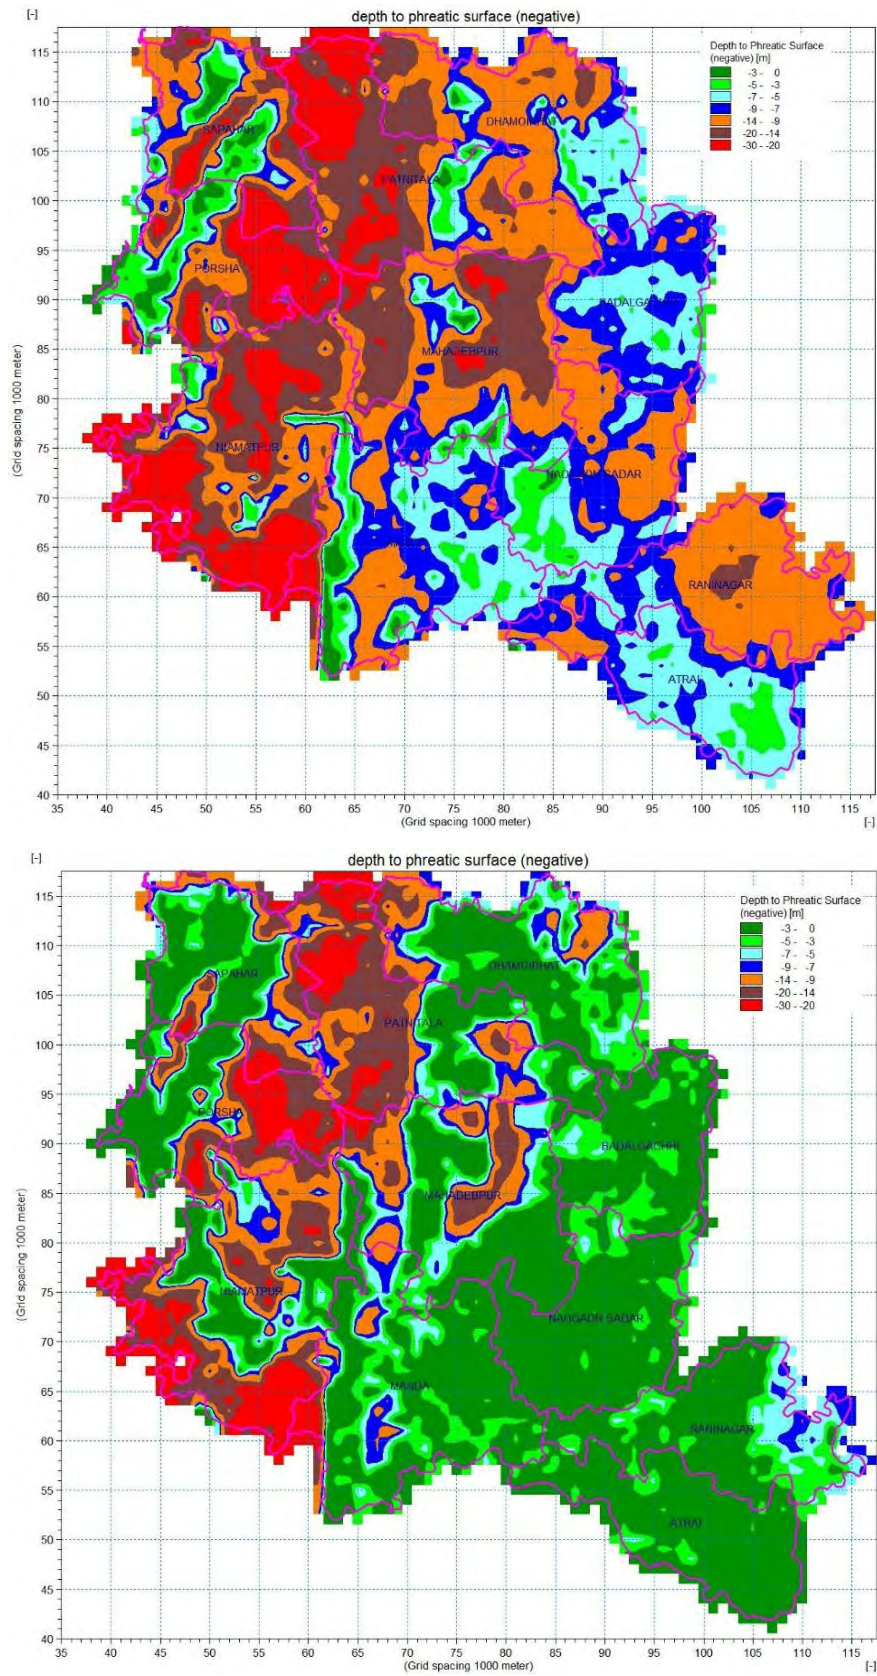 [-]
depth to phreatic surface (negative)
115
110
105
100
95
90
85
80
75
70
65
60
55
50
45
40
(Grid spacing 1000 meter)
Depth to Phreatic Surface
(negative) [m]
-3 - 0
-5 - -3
-7 - -5
-9 - -7
-14 - -9
-20 - -14
-30 - -20
DHAMOIRHAT
SAPAHAR
PATNITALA
PORSHA
BADALGACHHI
MAHADEBPUR
NIAMATPUR
NAOGAON SADAR
RANINAGAR
ATRAI
35 40 45 50 55 60 65 70 75 80 85 90 95 100 105 110 115
(Grid spacing 1000 meter) [-]
[-]
depth to phreatic surface (negative)
115
110
105
100
95
90
85
80
75
70
65
60
55
50
45
40
(Grid spacing 1000 meter)
Depth to Phreatic Surface
(negative) [m]
-3 - 0
-5 - -3
-7 - -5
-9 - -7
-14 - -9
-20 - -14
-30 - -20
DHAMOIRHAT
SAPAHAR
PATNITALA
PORSHA
BADALGACHHI
MAHADEBPUR
NIAMATPUR
NAOGAON SADAR
MANDA
RANINAGAR
ATRAI
35 40 45 50 55 60 65 70 75 80 85 90 95 100 105 110 115
(Grid spacing 1000 meter) [-]